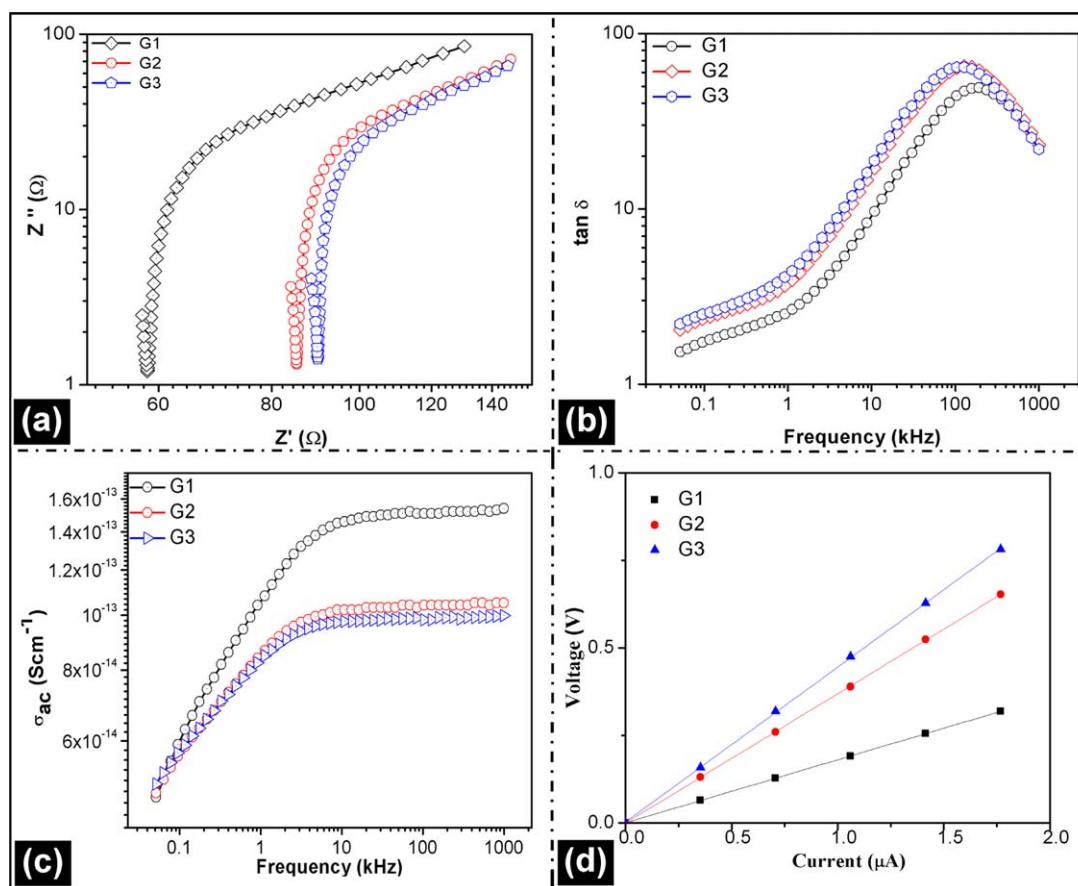 100
10
1
Z '' (Ω)
G1
G2
G3
60 80 100 120 140
Z' (Ω)
(a)
100
10
1
tan δ
G1
G2
G3
0.1 1 10 100 1000
Frequency (kHz)
(b)
1.6x10⁻¹³
1.4x10⁻¹³
1.2x10⁻¹³
10⁻¹³
8x10⁻¹⁴
6x10⁻¹⁴
σac (Scm⁻¹)
G1
G2
G3
0.1 1 10 100 1000
Frequency (kHz)
(c)
1.0
0.5
0.0
Voltage (V)
G1
G2
G3
0.0 0.5 1.0 1.5 2.0
Current (μA)
(d)